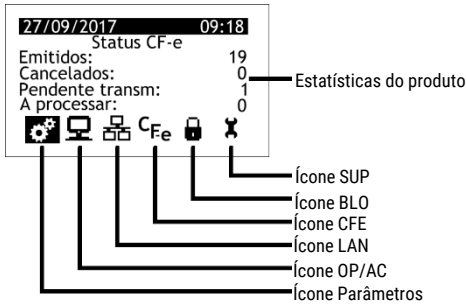 27/09/2017 09:18
Status CF-e
Emitidos: 19
Cancelados: 0
Pendente transm: 1
A processar: 0
CFe
Estatísticas do produto
Ícone SUP
Ícone BLO
Ícone CFE
Ícone LAN
Ícone OP/AC
Ícone Parâmetros